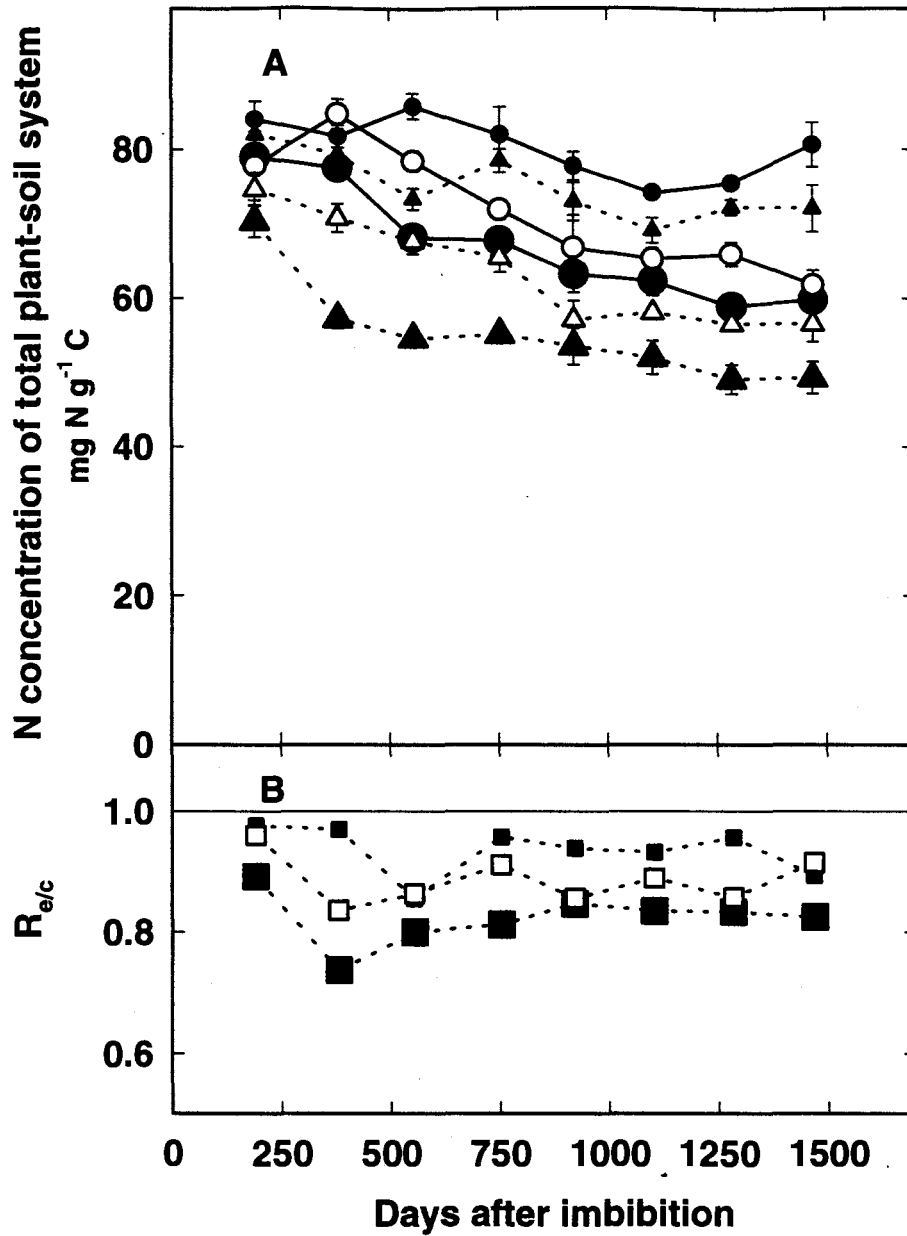 N concentration of total plant-soil system
mg N g⁻¹ C
A
80
60
40
20
0
B
1.0
0.8
0.6
R e/c
0 250 500 750 1000 1250 1500
Days after imbibition